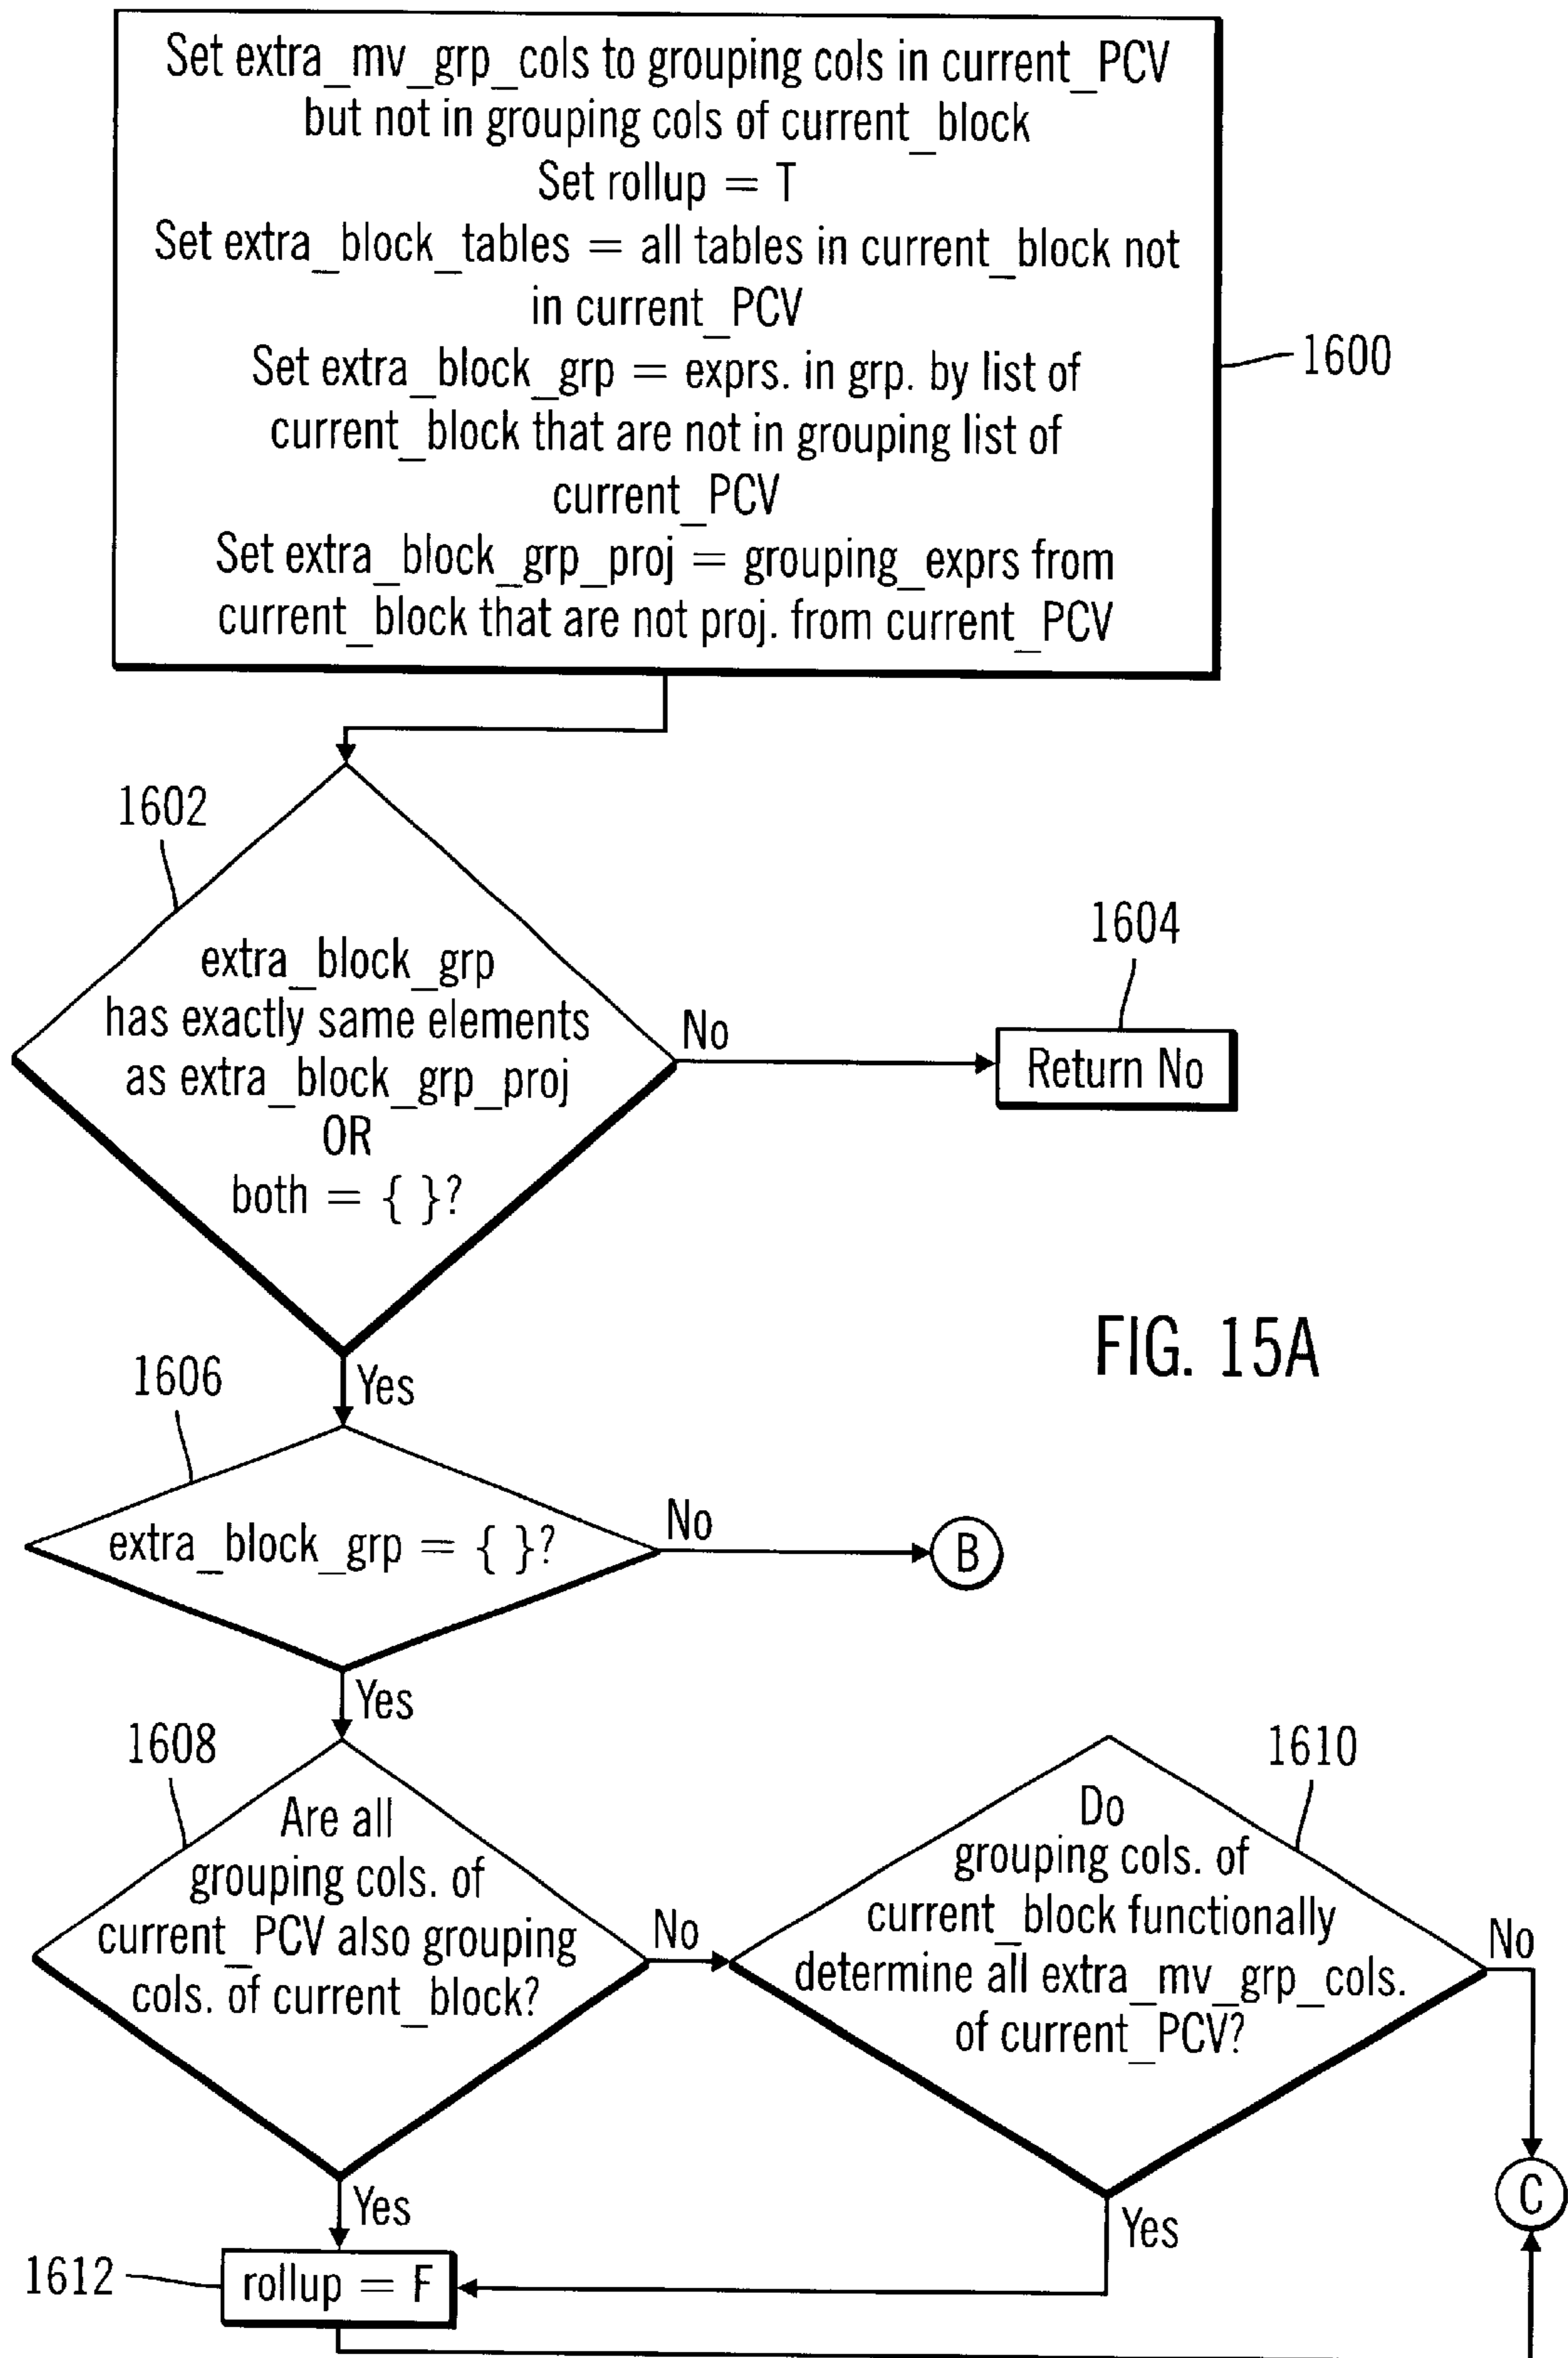 Set extra_mv_grp_cols to grouping cols in current_PCV
but not in grouping cols of current_block
Set rollup = T
Set extra_block_tables = all tables in current_block not
in current_PCV
Set extra_block_grp = exprs. in grp. by list of
current_block that are not in grouping list of
current_PCV
Set extra_block_grp_proj = grouping_exprs from
current_block that are not proj. from current_PCV
1600
1602
extra_block_grp
has exactly same elements
as extra_block_grp_proj
OR
both = { }?
No
1604
Return No
Yes
FIG. 15A
1606
extra_block_grp = { }?
No
B
Yes
1608
Are all
grouping cols. of
current_PCV also grouping
cols. of current_block?
No
1610
Do
grouping cols. of
current_block functionally
determine all extra_mv_grp_cols.
of current_PCV?
No
C
Yes
Yes
1612
rollup = F